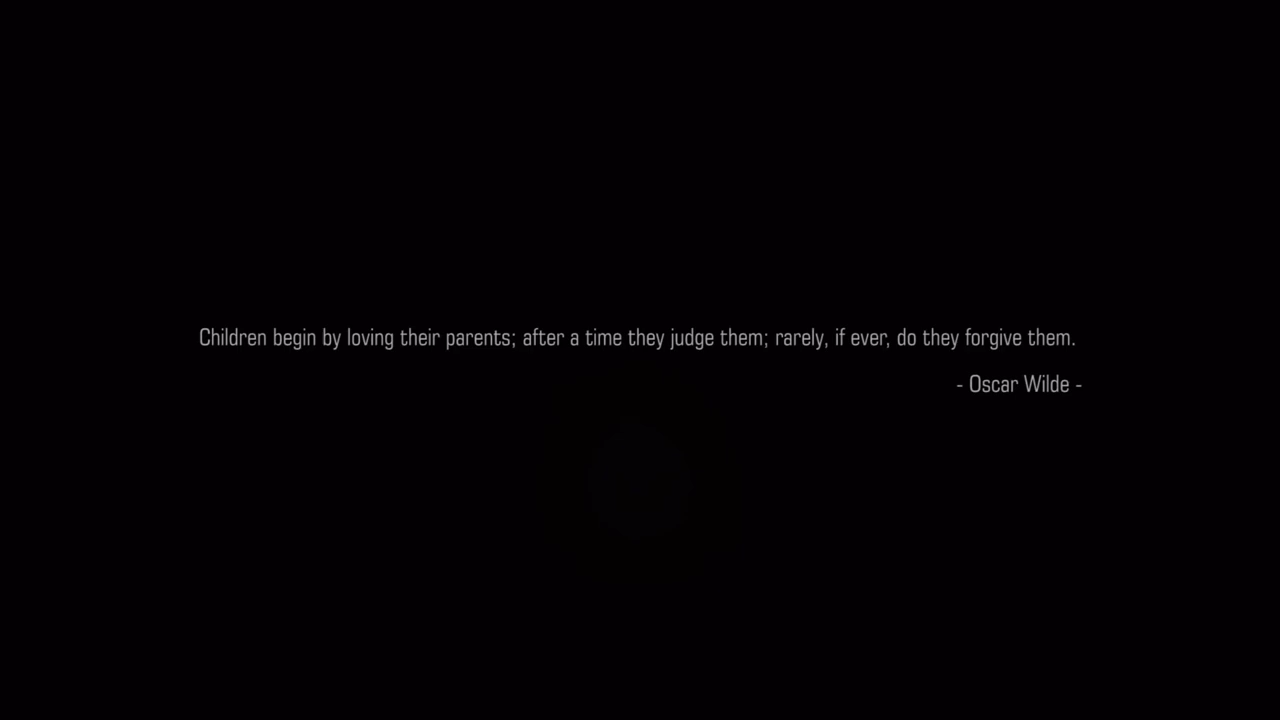 Children begin by loving their parents; after a time they judge them; rarely, if ever, do they forgive them.
- Oscar Wilde -